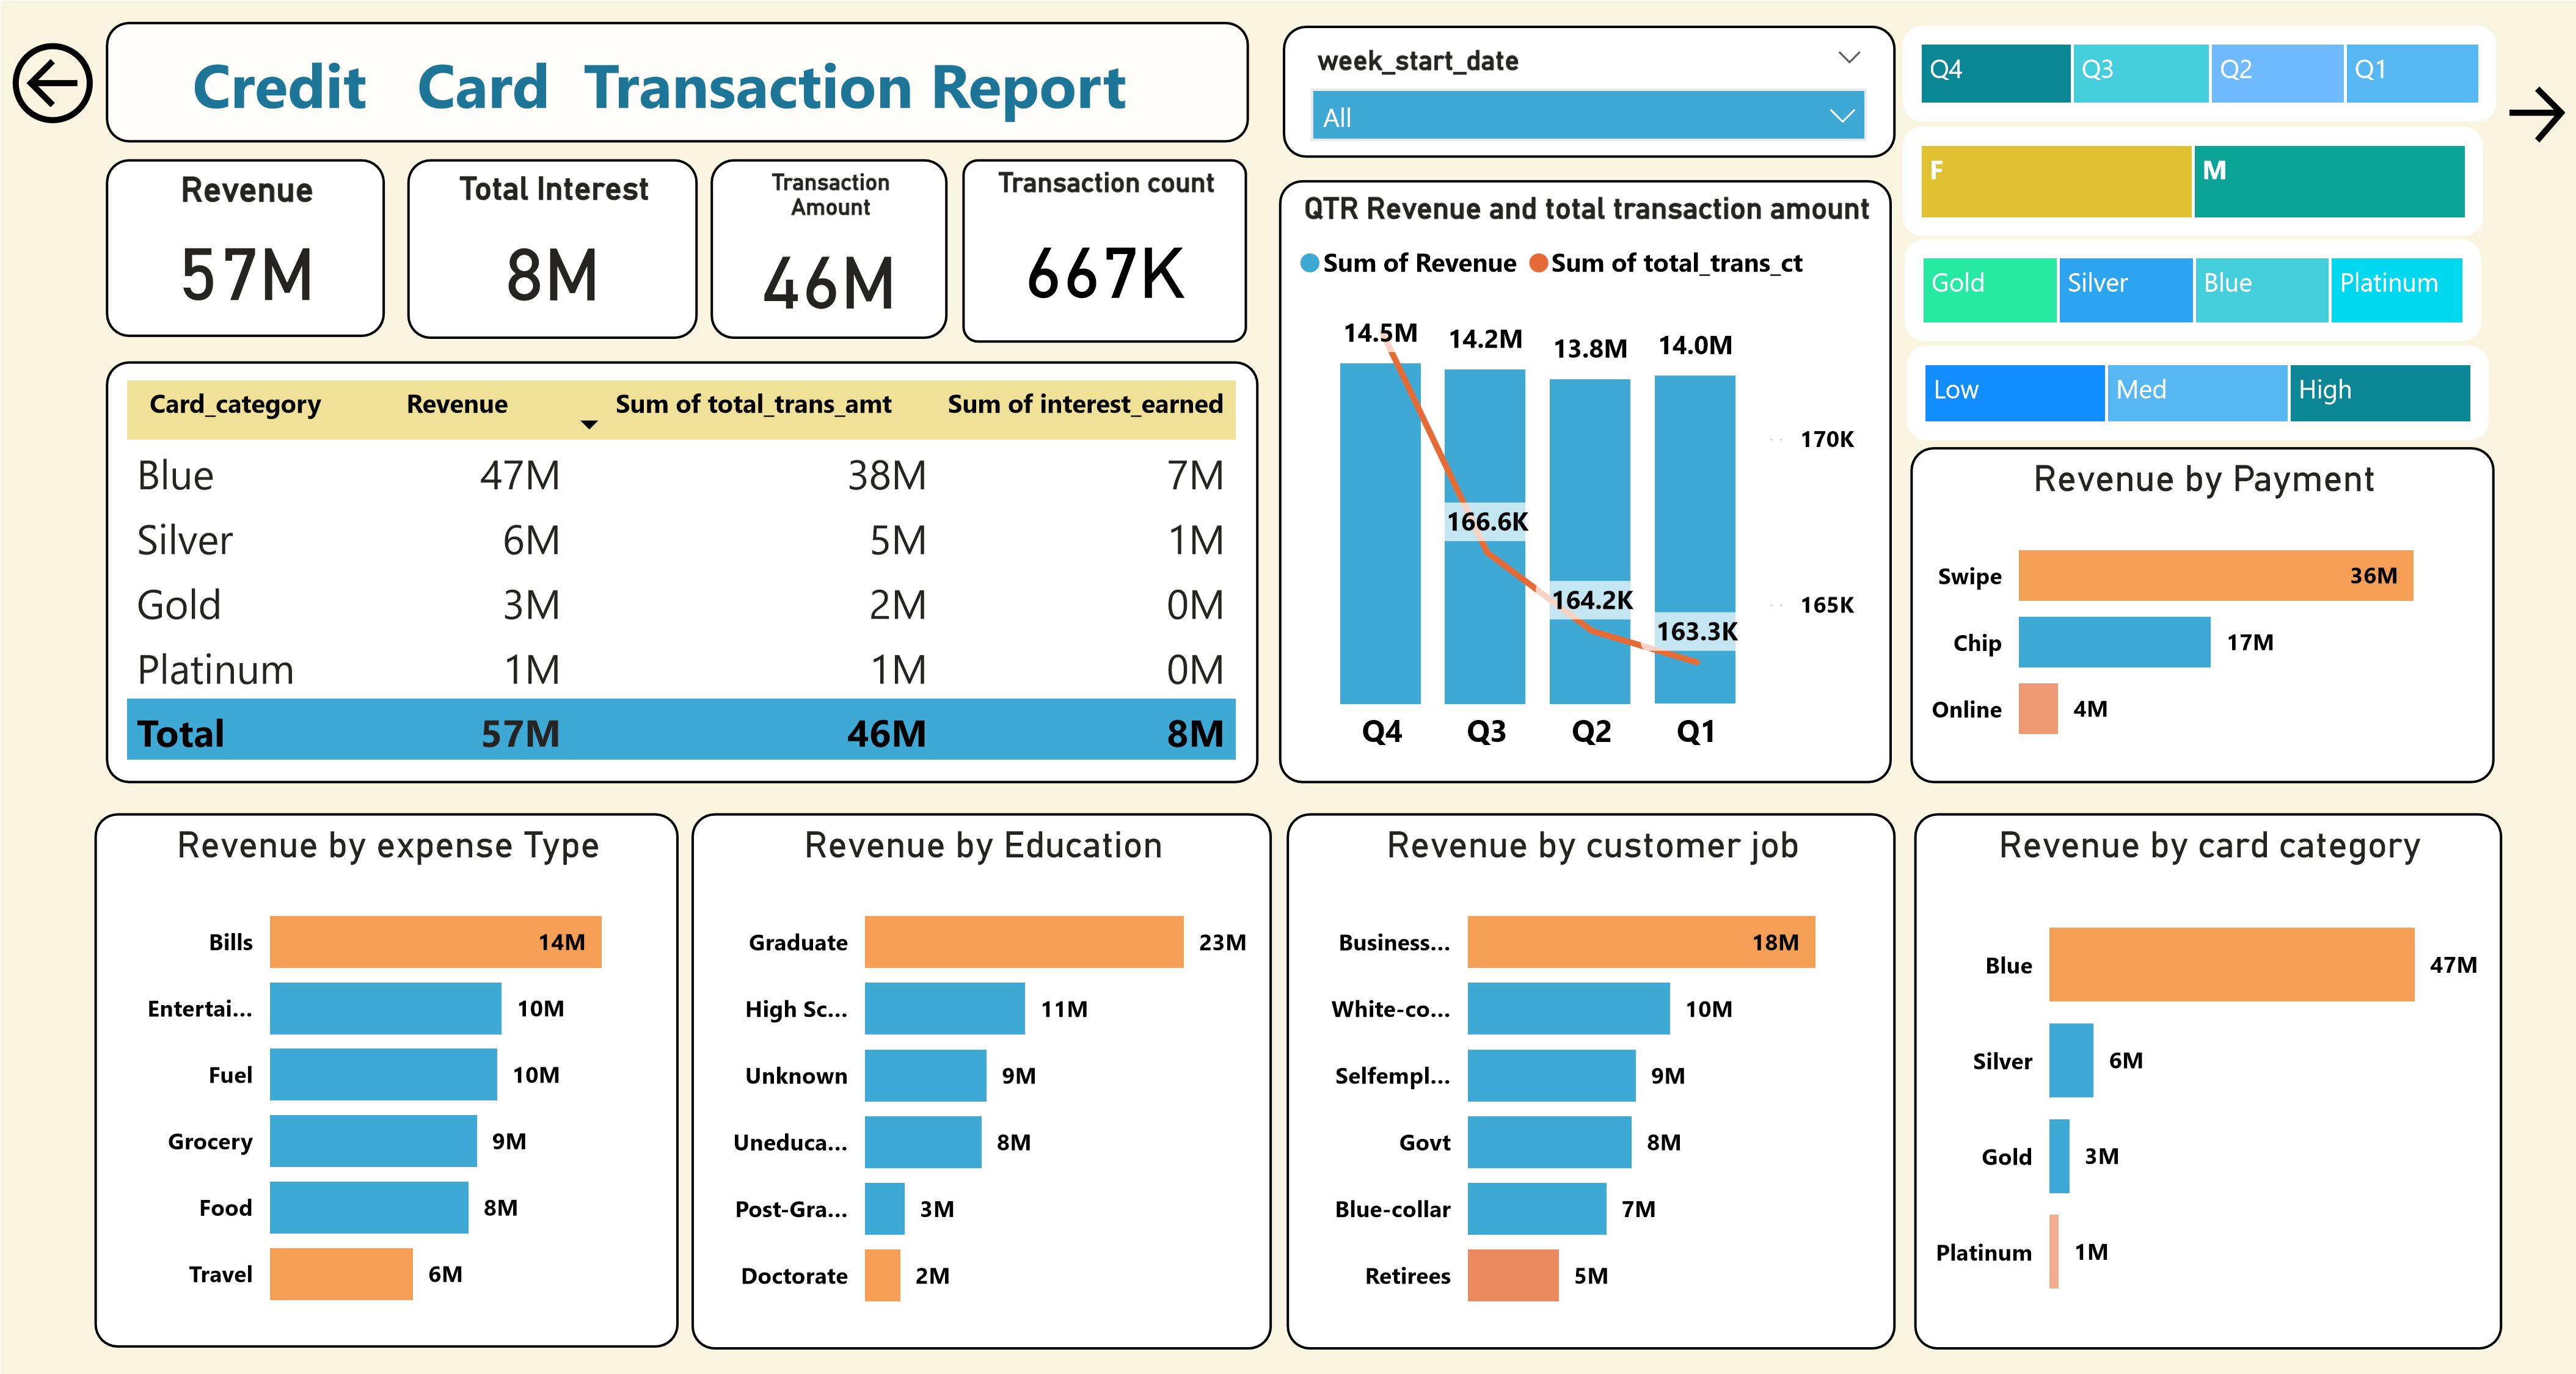 Credit Card Transaction Report
week_start_date
All
Q4 Q3 Q2 Q1
F M
Gold Silver Blue Platinum
Low Med High
Revenue
57M
Total Interest
8M
Transaction
Amount
46M
Transaction count
667K
Card_category Revenue Sum of total_trans_amt Sum of interest_earned
Blue 47M 38M 7M
Silver 6M 5M 1M
Gold 3M 2M 0M
Platinum 1M 1M 0M
Total 57M 46M 8M
QTR Revenue and total transaction amount
Sum of Revenue Sum of total_trans_ct
14.5M 14.2M 13.8M 14.0M
170K
166.6K
164.2K
165K
163.3K
Q4 Q3 Q2 Q1
Revenue by Payment
Swipe 36M
Chip 17M
Online 4M
Revenue by expense Type
Bills 14M
Entertai... 10M
Fuel 10M
Grocery 9M
Food 8M
Travel 6M
Revenue by Education
Graduate 23M
High Sc... 11M
Unknown 9M
Uneduca... 8M
Post-Gra... 3M
Doctorate 2M
Revenue by customer job
Business... 18M
White-co... 10M
Selfempl... 9M
Govt 8M
Blue-collar 7M
Retirees 5M
Revenue by card category
Blue 47M
Silver 6M
Gold 3M
Platinum 1M